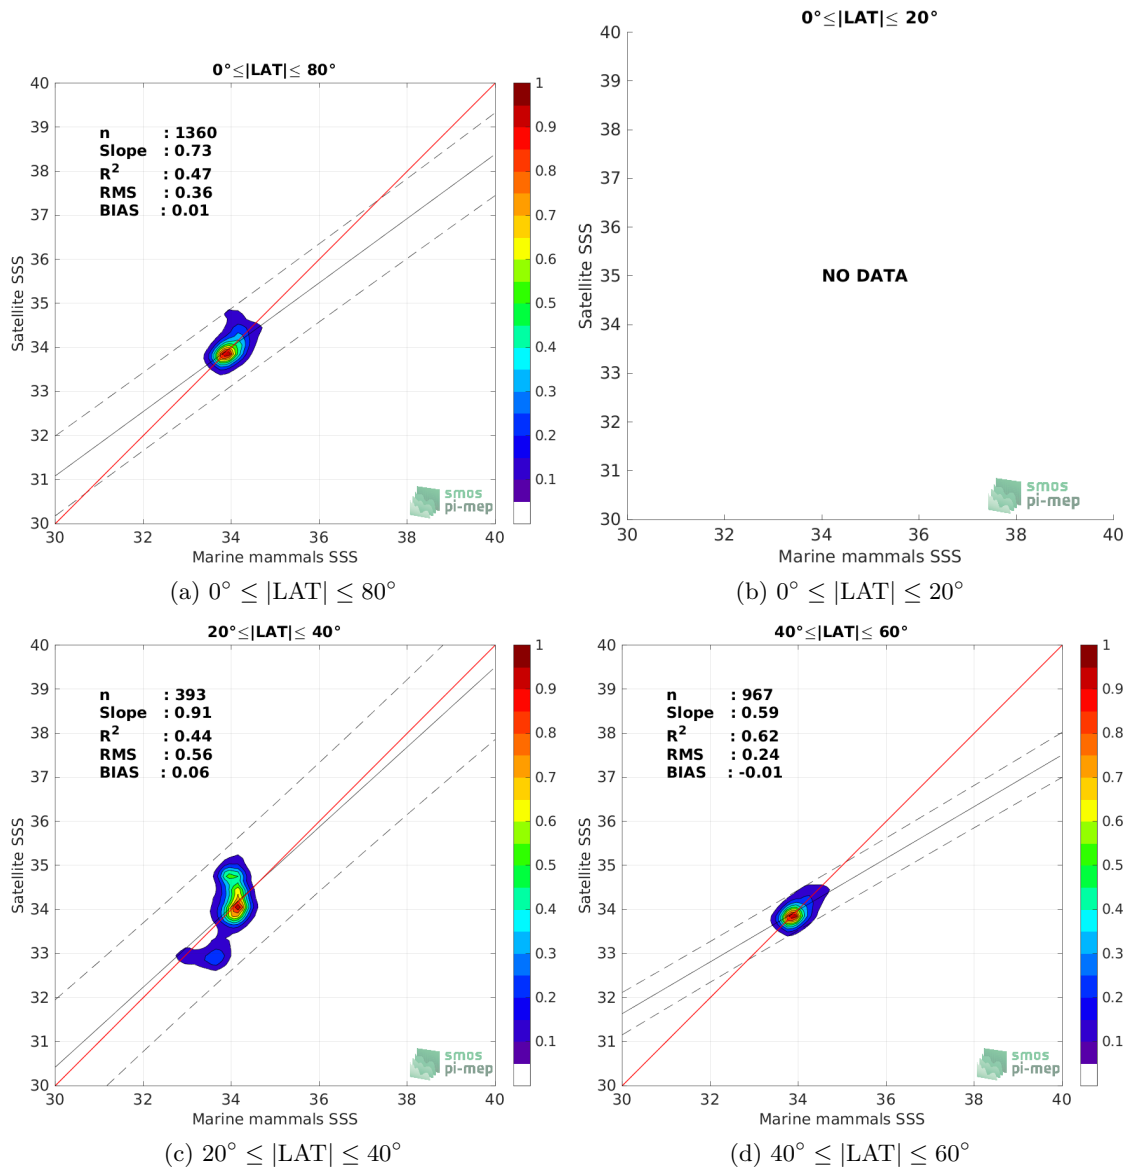 0°≤|LAT|≤ 80°
40
39
38
37
36
35
34
33
32
31
30
Satellite SSS
n : 1360
Slope : 0.73
R² : 0.47
RMS : 0.36
BIAS : 0.01
smos
pi-mep
30 32 34 36 38 40
Marine mammals SSS
1
0.9
0.8
0.7
0.6
0.5
0.4
0.3
0.2
0.1
(a) 0° ≤ |LAT| ≤ 80°
0°≤|LAT|≤ 20°
40
39
38
37
36
35
34
33
32
31
30
Satellite SSS
NO DATA
smos
pi-mep
30 32 34 36 38 40
Marine mammals SSS
(b) 0° ≤ |LAT| ≤ 20°
20°≤|LAT|≤ 40°
40
39
38
37
36
35
34
33
32
31
30
Satellite SSS
n : 393
Slope : 0.91
R² : 0.44
RMS : 0.56
BIAS : 0.06
smos
pi-mep
30 32 34 36 38 40
Marine mammals SSS
1
0.9
0.8
0.7
0.6
0.5
0.4
0.3
0.2
0.1
(c) 20° ≤ |LAT| ≤ 40°
40°≤|LAT|≤ 60°
40
39
38
37
36
35
34
33
32
31
30
Satellite SSS
n : 967
Slope : 0.59
R² : 0.62
RMS : 0.24
BIAS : -0.01
smos
pi-mep
30 32 34 36 38 40
Marine mammals SSS
1
0.9
0.8
0.7
0.6
0.5
0.4
0.3
0.2
0.1
(d) 40° ≤ |LAT| ≤ 60°